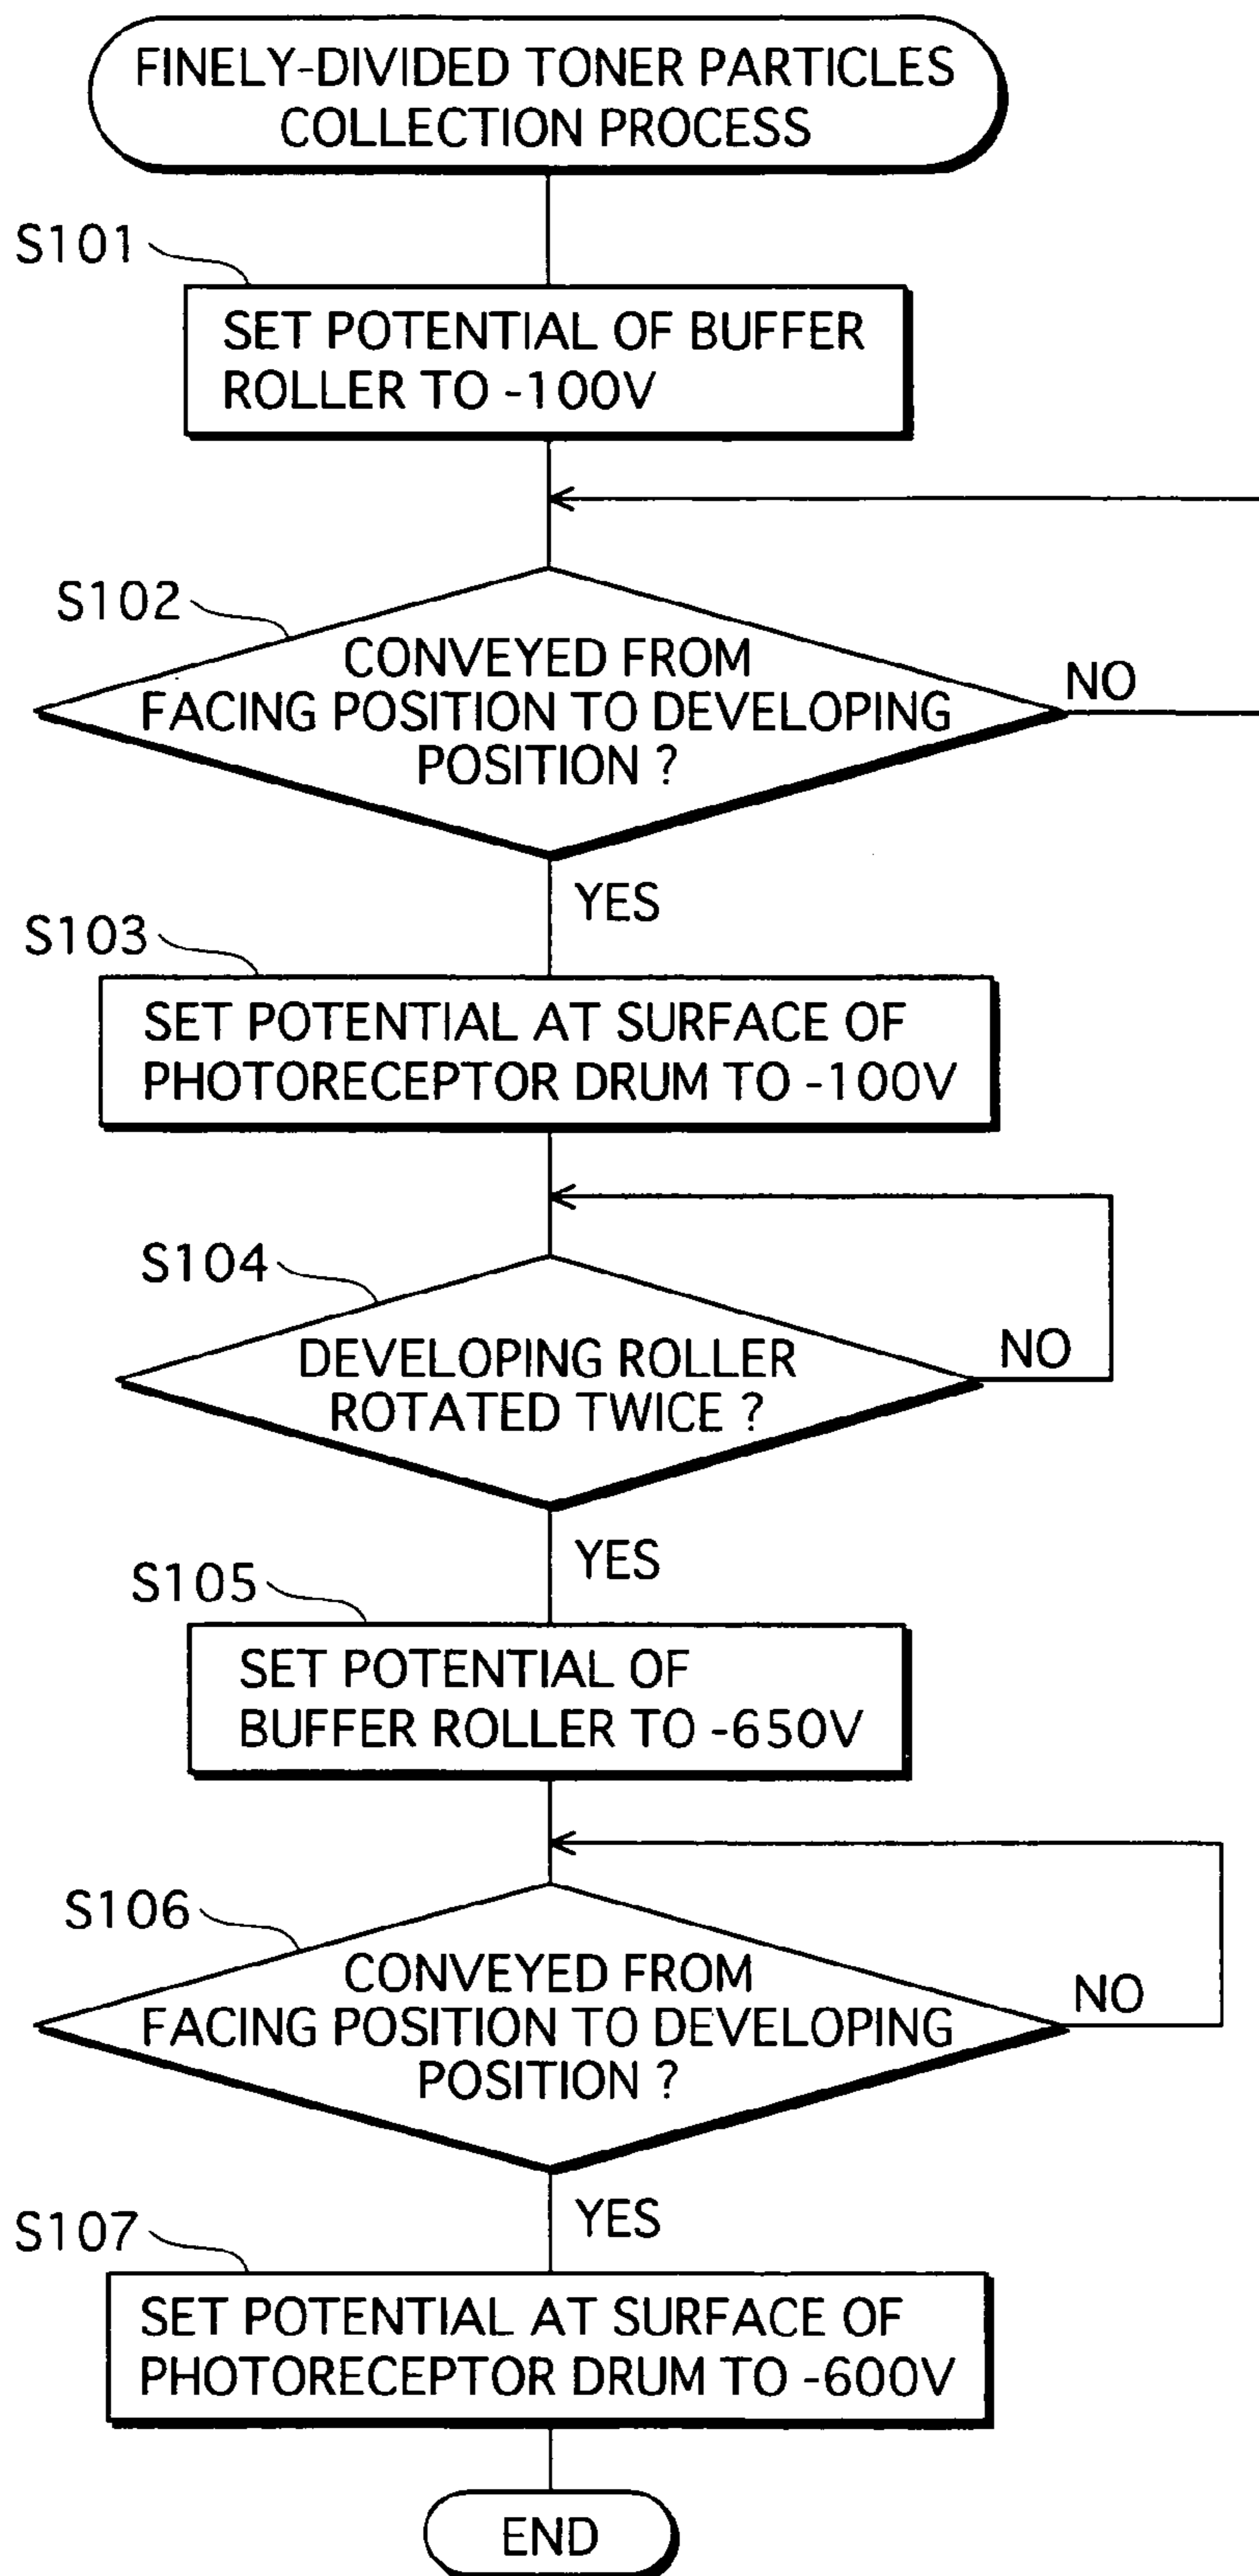 FINELY-DIVIDED TONER PARTICLES
COLLECTION PROCESS
S101
SET POTENTIAL OF BUFFER
ROLLER TO -100V
S102
CONVEYED FROM
FACING POSITION TO DEVELOPING
POSITION ?
NO
YES
S103
SET POTENTIAL AT SURFACE OF
PHOTORECEPTOR DRUM TO -100V
S104
DEVELOPING ROLLER
ROTATED TWICE ?
NO
YES
S105
SET POTENTIAL OF
BUFFER ROLLER TO -650V
S106
CONVEYED FROM
FACING POSITION TO DEVELOPING
POSITION ?
NO
YES
S107
SET POTENTIAL AT SURFACE OF
PHOTORECEPTOR DRUM TO -600V
END